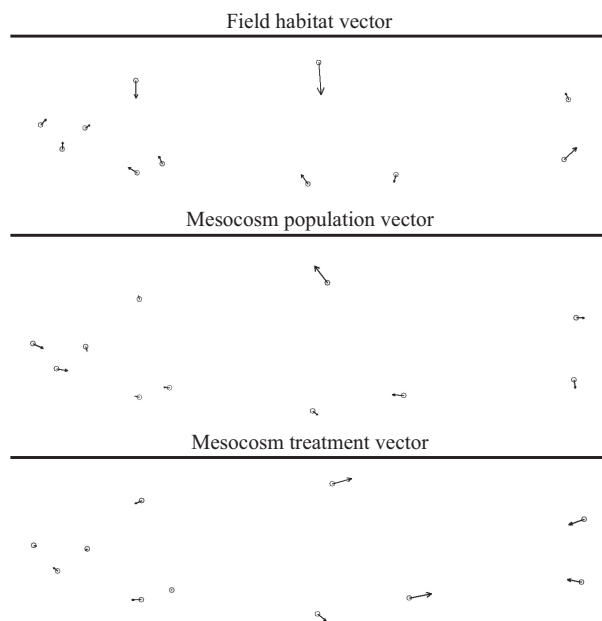 Field habitat vector
Mesocosm population vector
Mesocosm treatment vector